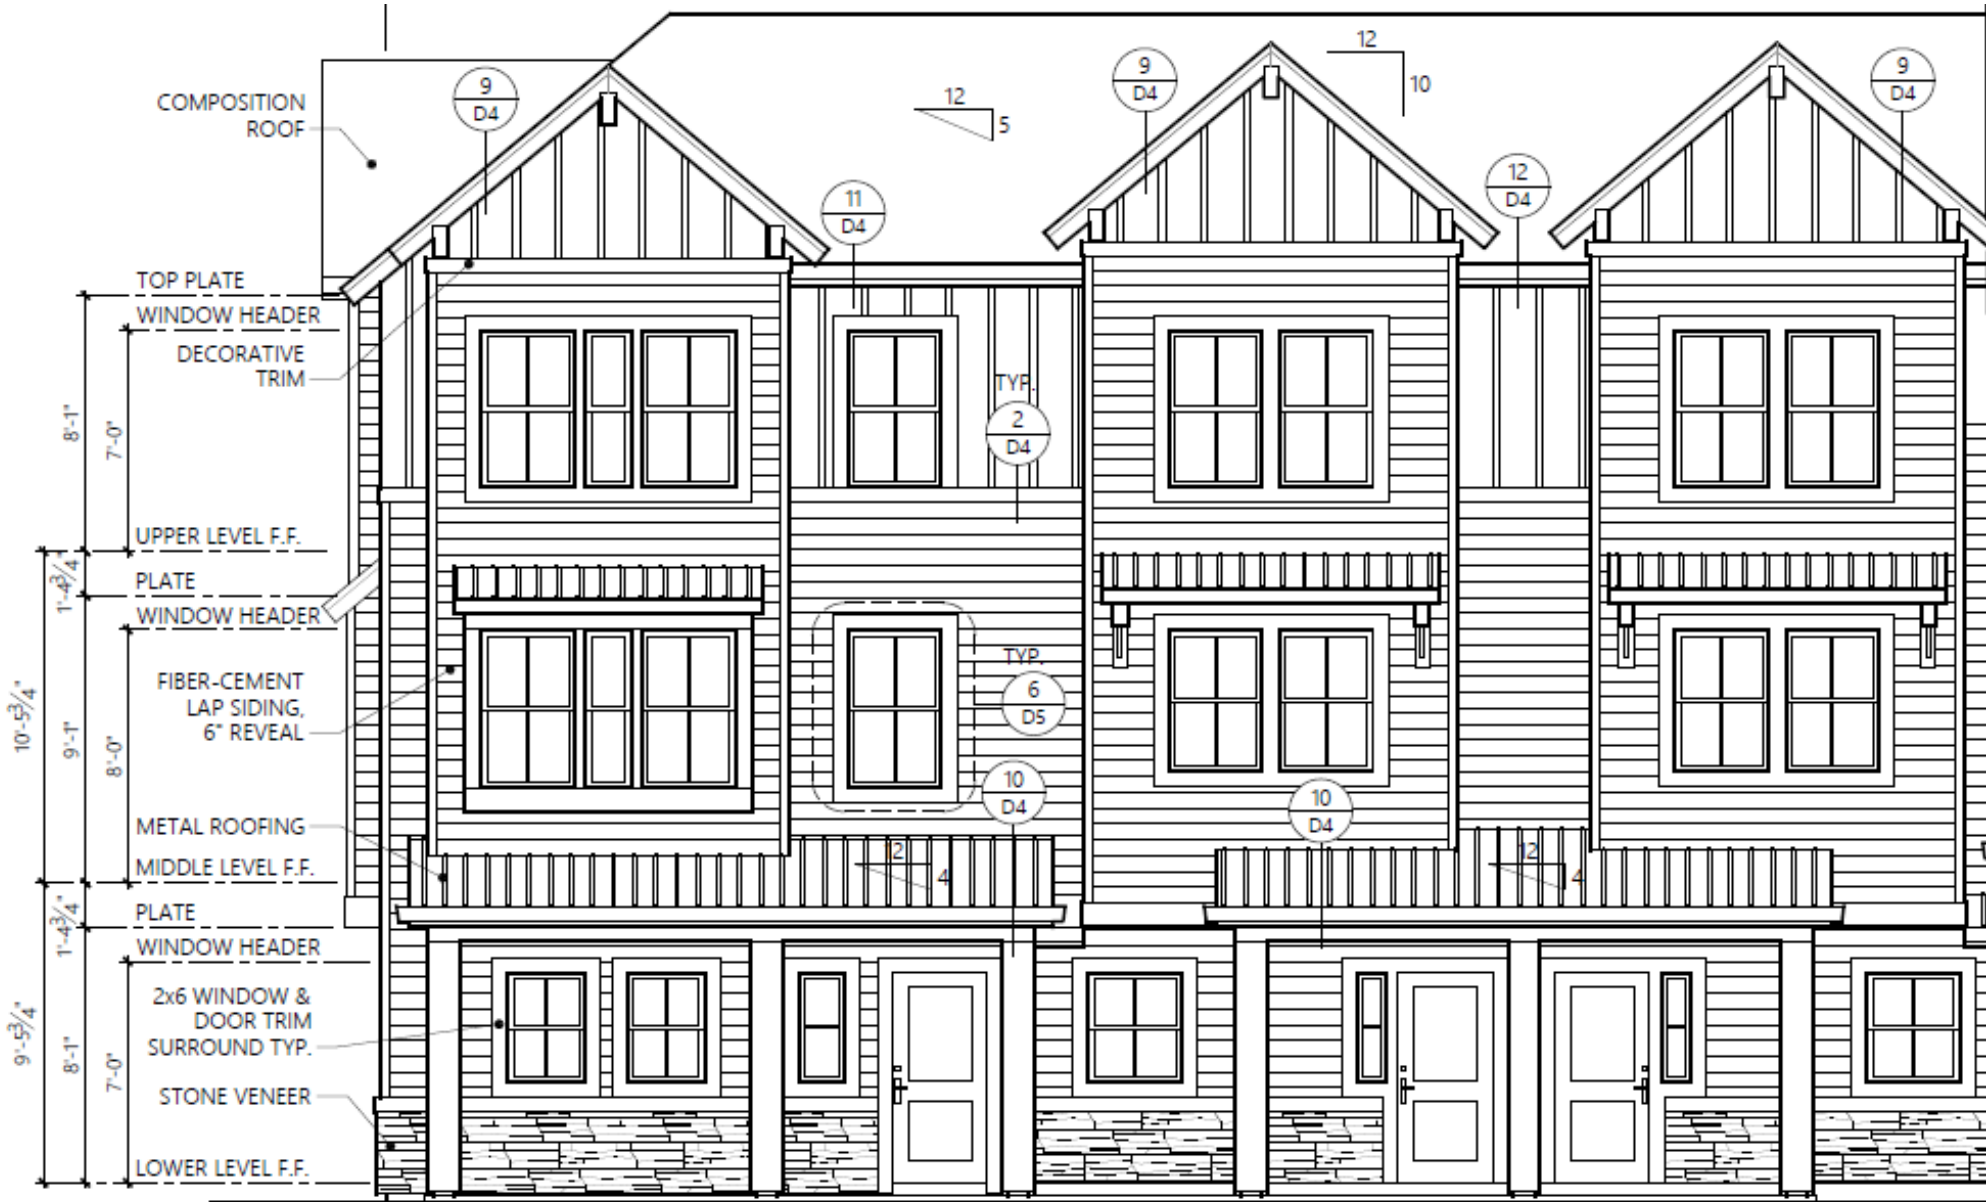 12
10
9
D4
9
D4
9
D4
COMPOSITION
ROOF
12
5
12
D4
11
D4
TOP PLATE
WINDOW HEADER
DECORATIVE
TRIM
TYP.
2
D4
8'-1"
7'-0"
UPPER LEVEL F.F.
1'-4¾"
PLATE
WINDOW HEADER
TYP.
6
D5
FIBER-CEMENT
LAP SIDING,
6" REVEAL
10'-5¾"
9'-1"
8'-0"
10
D4
10
D4
METAL ROOFING
12
4
12
4
MIDDLE LEVEL F.F.
1'-4¾"
PLATE
WINDOW HEADER
2x6 WINDOW &
DOOR TRIM
SURROUND TYP.
9'-5¾"
8'-1"
7'-0"
STONE VENEER
LOWER LEVEL F.F.